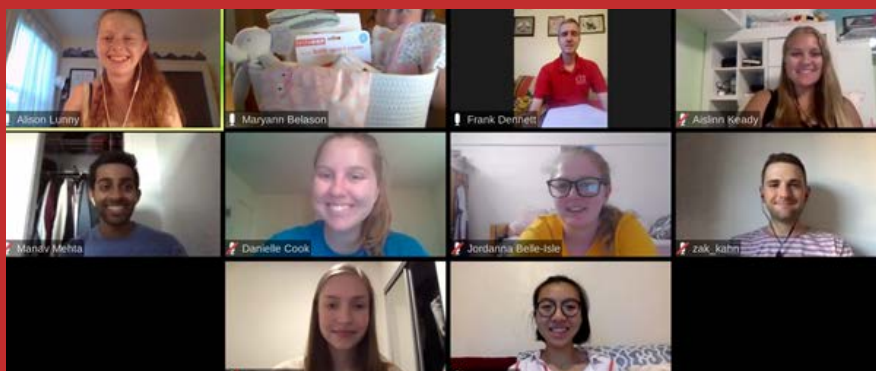 Alison Lunny
Maryann Belason
Frank Dennett
Aislinn Keady
Manav Mehta
Danielle Cook
Jordanna Belle-Isle
zak_kahn